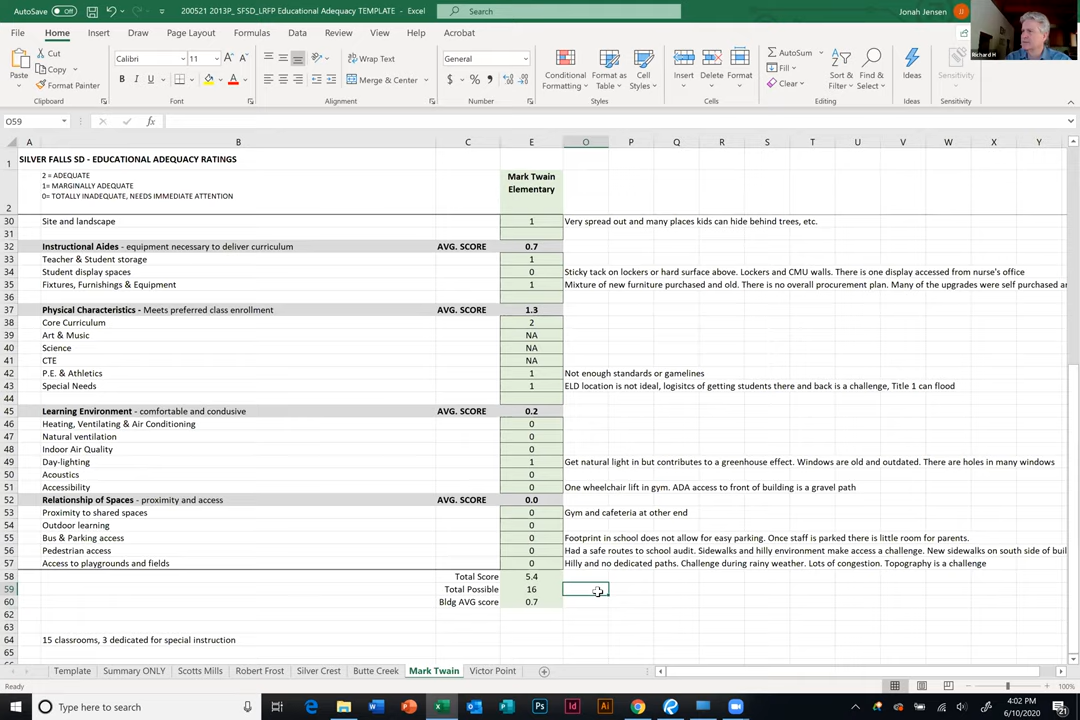 AutoSave Off 200521 2013P_ SFSD_LRFP Educational Adequacy TEMPLATE - Excel Search Jonah Jensen JJ
Richard H
File Home Insert Draw Page Layout Formulas Data Review View Help Acrobat
Cut Calibri 11 Wrap Text General AutoSum
Copy Fill
Paste Format Painter Merge & Center Conditional Formatting Format as Table Cell Styles Insert Delete Format Clear Sort & Filter Find & Select Ideas Sensitivity
Clipboard Font Alignment Number Styles Cells Editing Ideas Sensitivity
O59 fx
A B C E O P Q R S T U V W X Y
1 SILVER FALLS SD - EDUCATIONAL ADEQUACY RATINGS
2 = ADEQUATE
1= MARGINALLY ADEQUATE
0= TOTALLY INADEQUATE, NEEDS IMMEDIATE ATTENTION
Mark Twain
Elementary
2
30 Site and landscape 1 Very spread out and many places kids can hide behind trees, etc.
31
32 Instructional Aides - equipment necessary to deliver curriculum AVG. SCORE 0.7
33 Teacher & Student storage 1
34 Student display spaces 0 Sticky tack on lockers or hard surface above. Lockers and CMU walls. There is one display accessed from nurse's office
35 Fixtures, Furnishings & Equipment 1 Mixture of new furniture purchased and old. There is no overall procurement plan. Many of the upgrades were self purchased ar
36
37 Physical Characteristics - Meets preferred class enrollment AVG. SCORE 1.3
38 Core Curriculum 2
39 Art & Music NA
40 Science NA
41 CTE NA
42 P.E. & Athletics 1 Not enough standards or gamelines
43 Special Needs 1 ELD location is not ideal, logisitcs of getting students there and back is a challenge, Title 1 can flood
44
45 Learning Environment - comfortable and condusive AVG. SCORE 0.2
46 Heating, Ventilating & Air Conditioning 0
47 Natural ventilation 0
48 Indoor Air Quality 0
49 Day-lighting 1 Get natural light in but contributes to a greenhouse effect. Windows are old and outdated. There are holes in many windows
50 Acoustics 0
51 Accessibility 0 One wheelchair lift in gym. ADA access to front of building is a gravel path
52 Relationship of Spaces - proximity and access AVG. SCORE 0.0
53 Proximity to shared spaces 0 Gym and cafeteria at other end
54 Outdoor learning 0
55 Bus & Parking access 0 Footprint in school does not allow for easy parking. Once staff is parked there is little room for parents.
56 Pedestrian access 0 Had a safe routes to school audit. Sidewalks and hilly environment make access a challenge. New sidewalks on south side of buil
57 Access to playgrounds and fields 0 Hilly and no dedicated paths. Challenge during rainy weather. Lots of congestion. Topography is a challenge
58 Total Score 5.4
59 Total Possible 16
60 Bldg AVG score 0.7
62
63
64 15 classrooms, 3 dedicated for special instruction
65
Template Summary ONLY Scotts Mills Robert Frost Silver Crest Butte Creek Mark Twain Victor Point
Ready 100%
Type here to search 4:02 PM
6/10/2020 21